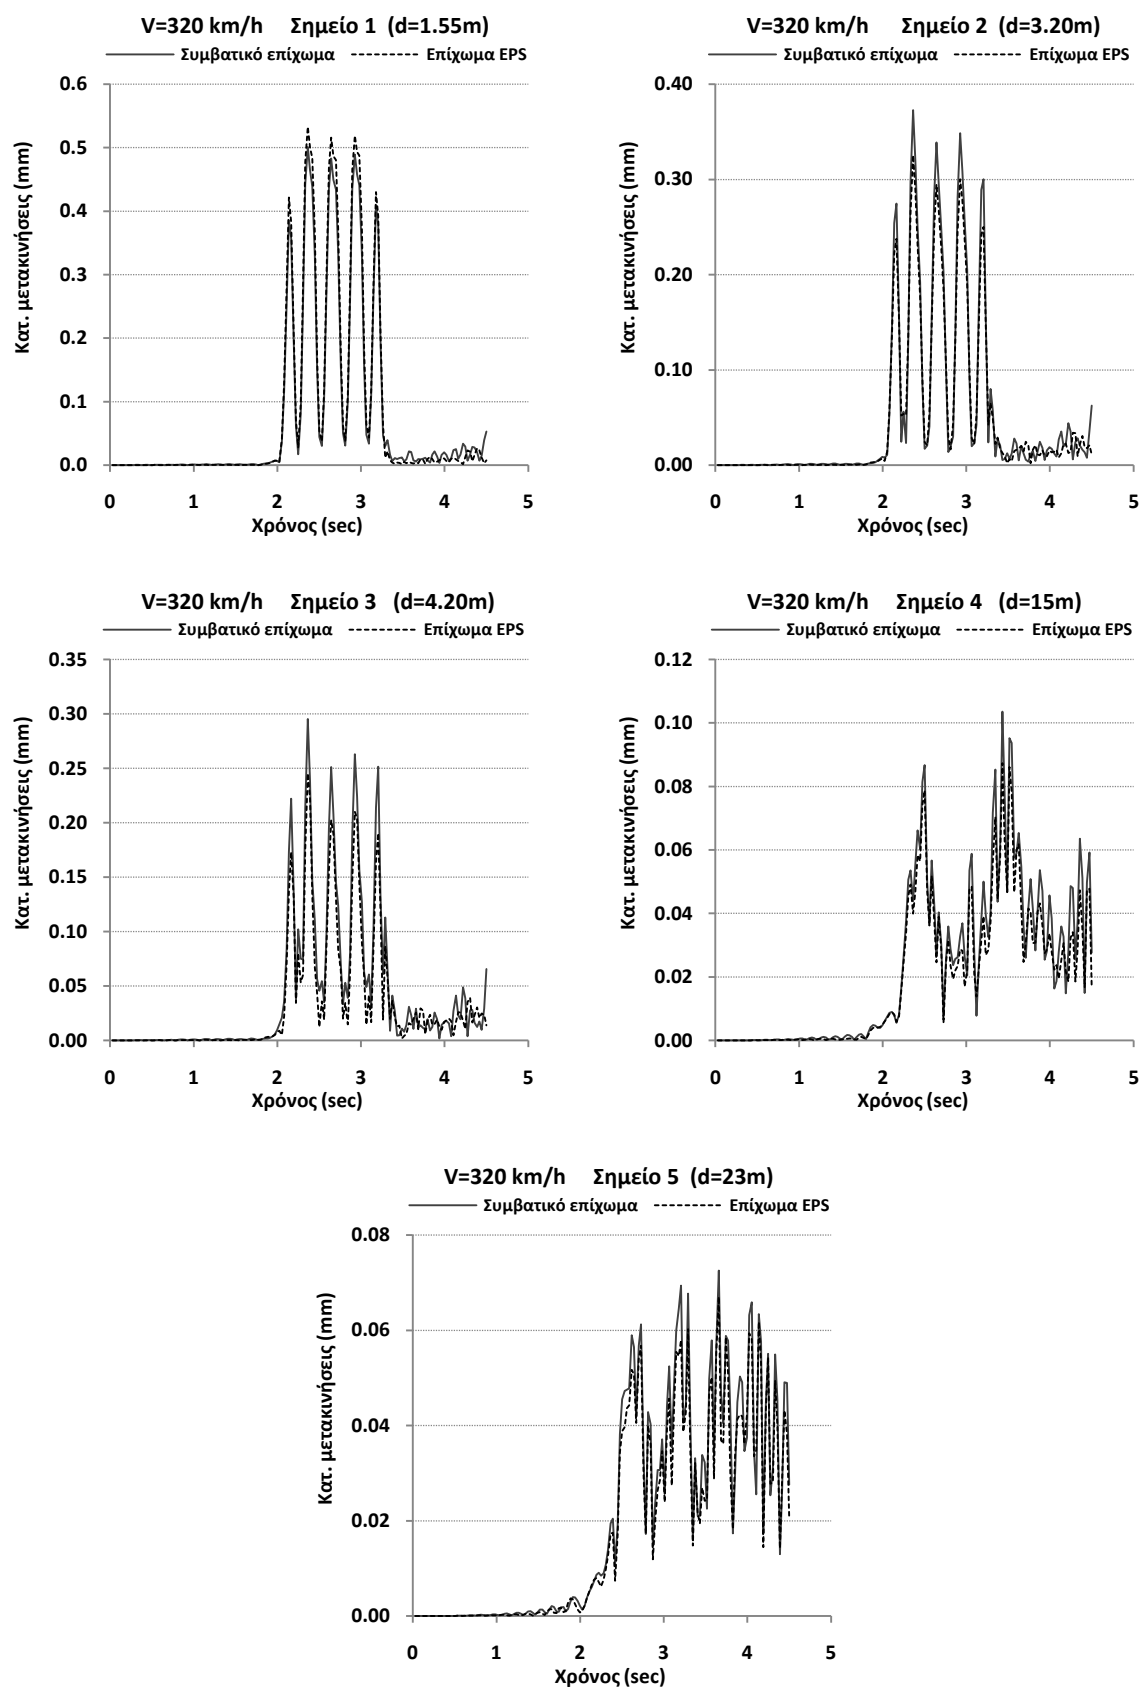 V=320 km/h Σημείο 1 (d=1.55m)
Συμβατικό επίχωμα Επίχωμα EPS
Κατ. μετακινήσεις (mm)
0.6
0.5
0.4
0.3
0.2
0.1
0.0
0 1 2 3 4 5
Χρόνος (sec)
V=320 km/h Σημείο 2 (d=3.20m)
Συμβατικό επίχωμα Επίχωμα EPS
Κατ. μετακινήσεις (mm)
0.40
0.30
0.20
0.10
0.00
0 1 2 3 4 5
Χρόνος (sec)
V=320 km/h Σημείο 3 (d=4.20m)
Συμβατικό επίχωμα Επίχωμα EPS
Κατ. μετακινήσεις (mm)
0.35
0.30
0.25
0.20
0.15
0.10
0.05
0.00
0 1 2 3 4 5
Χρόνος (sec)
V=320 km/h Σημείο 4 (d=15m)
Συμβατικό επίχωμα Επίχωμα EPS
Κατ. μετακινήσεις (mm)
0.12
0.10
0.08
0.06
0.04
0.02
0.00
0 1 2 3 4 5
Χρόνος (sec)
V=320 km/h Σημείο 5 (d=23m)
Συμβατικό επίχωμα Επίχωμα EPS
Κατ. μετακινήσεις (mm)
0.08
0.06
0.04
0.02
0.00
0 1 2 3 4 5
Χρόνος (sec)